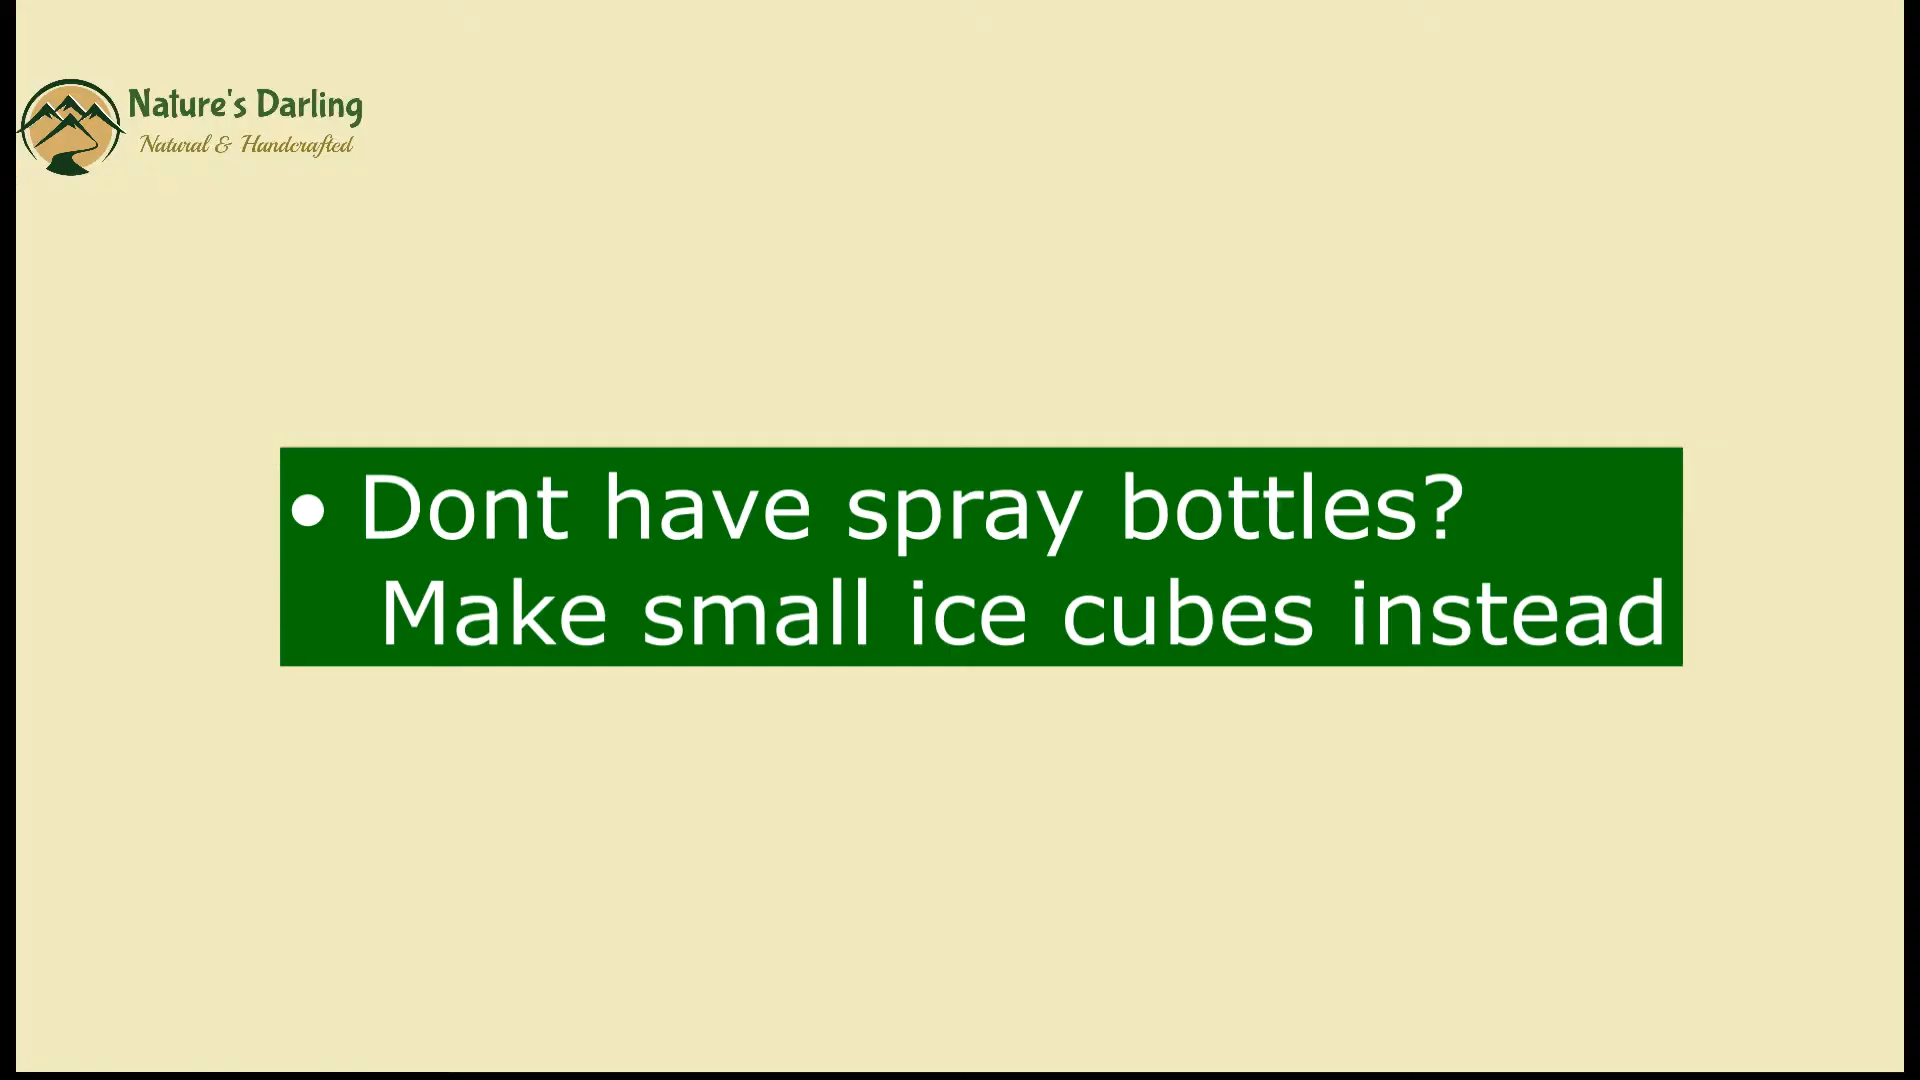 Nature's Darling
Natural & Handcrafted
• Dont have spray bottles?
Make small ice cubes instead